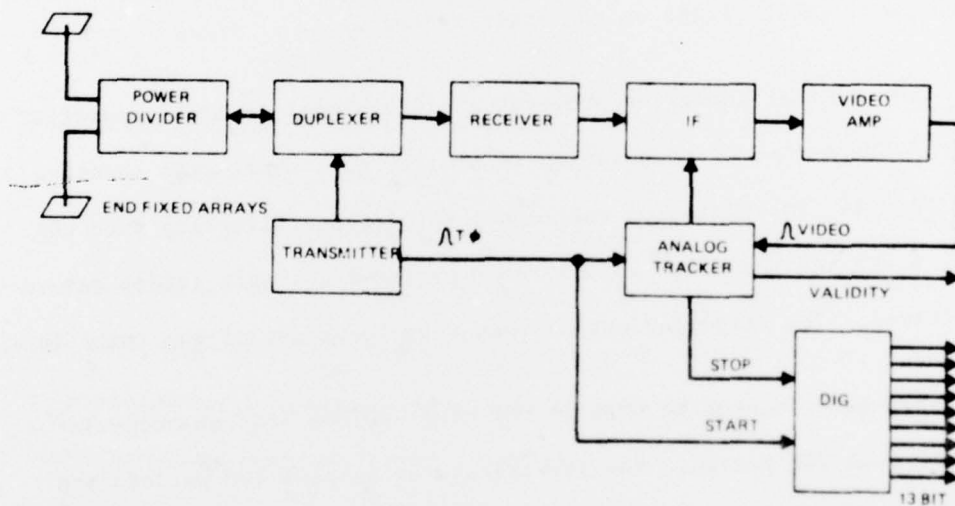 POWER
DIVIDER
DUPLEXER
RECEIVER
IF
VIDEO
AMP
END FIXED ARRAYS
TRANSMITTER
T ϕ
ANALOG
TRACKER
VIDEO
VALIDITY
STOP
START
DIG
13 BIT